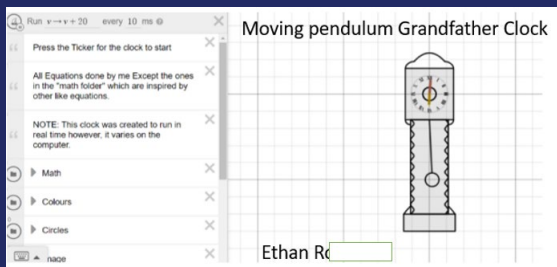 Run v→v+20 every 10 ms
Moving pendulum Grandfather Clock
Press the Ticker for the clock to start
All Equations done by me Except the ones
in the "math folder" which are inspired by
other like equations.
NOTE: This clock was created to run in
real time however, it varies on the
computer.
Math
Colours
Circles
Ethan